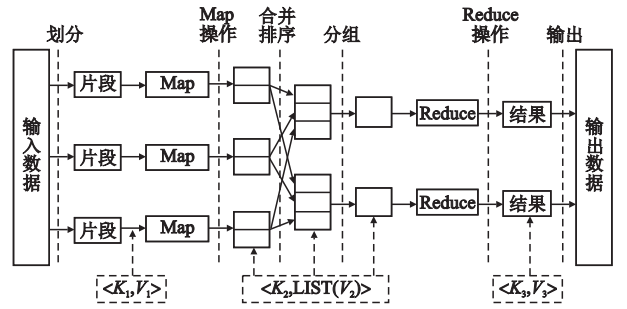 划分
Map
操作
合并
排序
分组
Reduce
操作
输出
输入数据
片段
Map
片段
Map
片段
Map
Reduce
结果
Reduce
结果
输出数据
<K₁,V₁>
<K₂,LIST(V₂)>
<K₃,V₃>